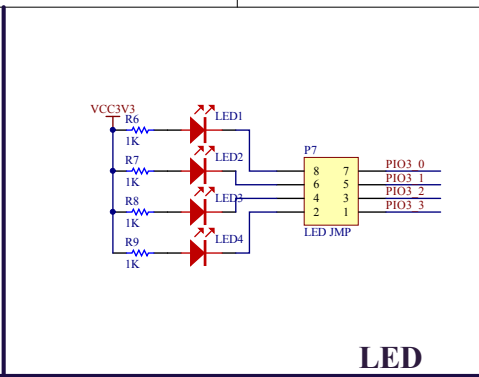 VCC3V3
R6
1K
LED1
R7
1K
LED2
R8
1K
LED3
R9
1K
LED4
P7
8 7
6 5
4 3
2 1
LED JMP
PIO3_0
PIO3_1
PIO3_2
PIO3_3
LED